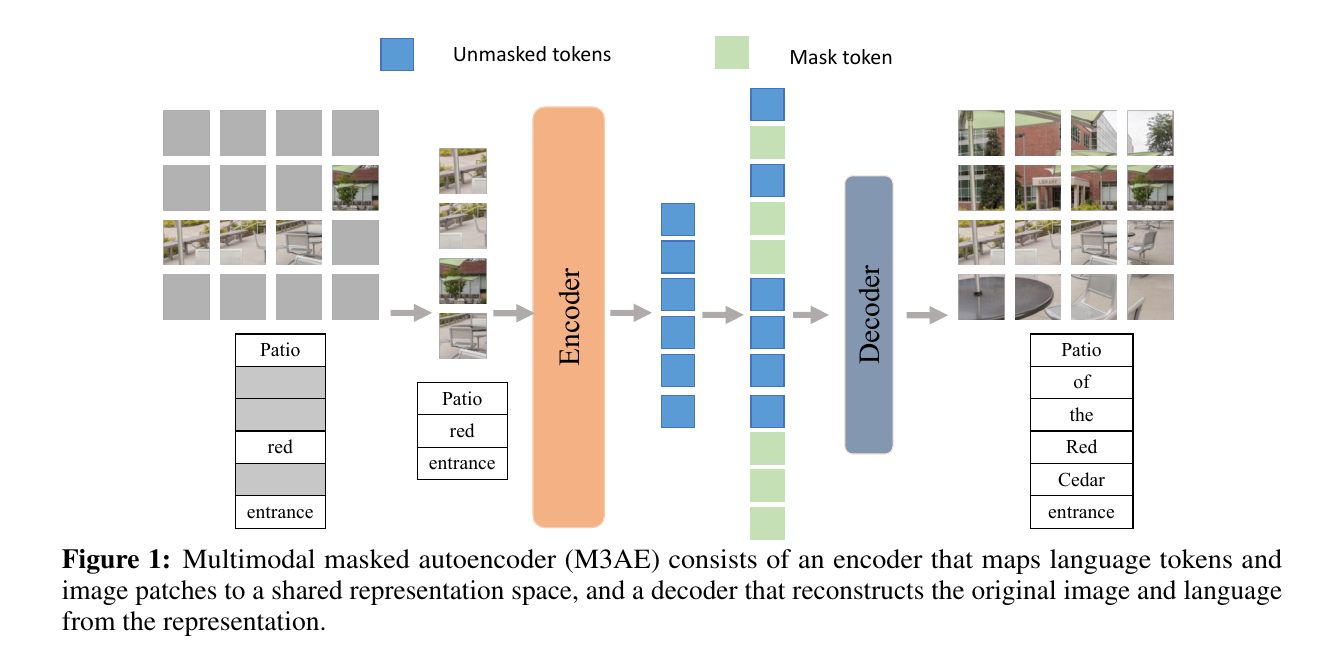 Unmasked tokens
Mask token
Patio
red
entrance
Patio
red
entrance
Encoder
Decoder
LIBRARY
Patio
of
the
Red
Cedar
entrance
Figure 1: Multimodal masked autoencoder (M3AE) consists of an encoder that maps language tokens and
image patches to a shared representation space, and a decoder that reconstructs the original image and language
from the representation.